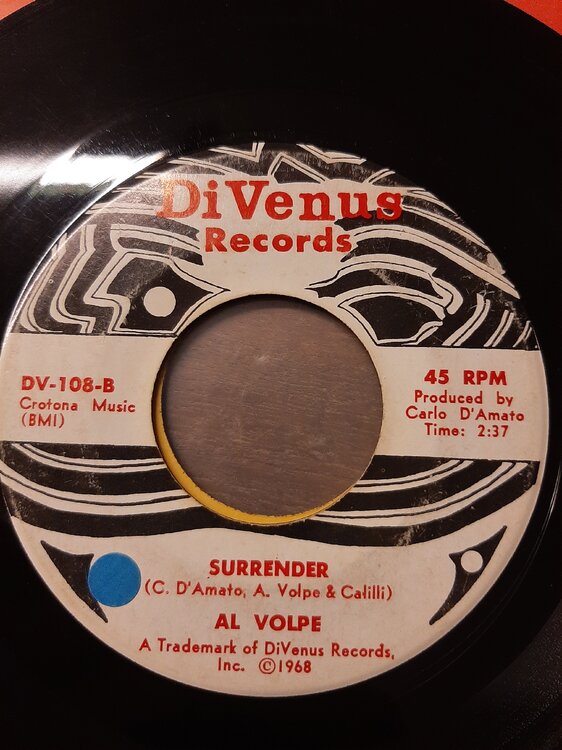 DiVenus
Records
DV-108-B
Crotona Music
(BMI)
45 RPM
Produced by
Carlo D'Amato
Time: 2:37
SURRENDER
(C. D'Amato, A. Volpe & Calilli)
AL VOLPE
A Trademark of DiVenus Records,
Inc. ©1968